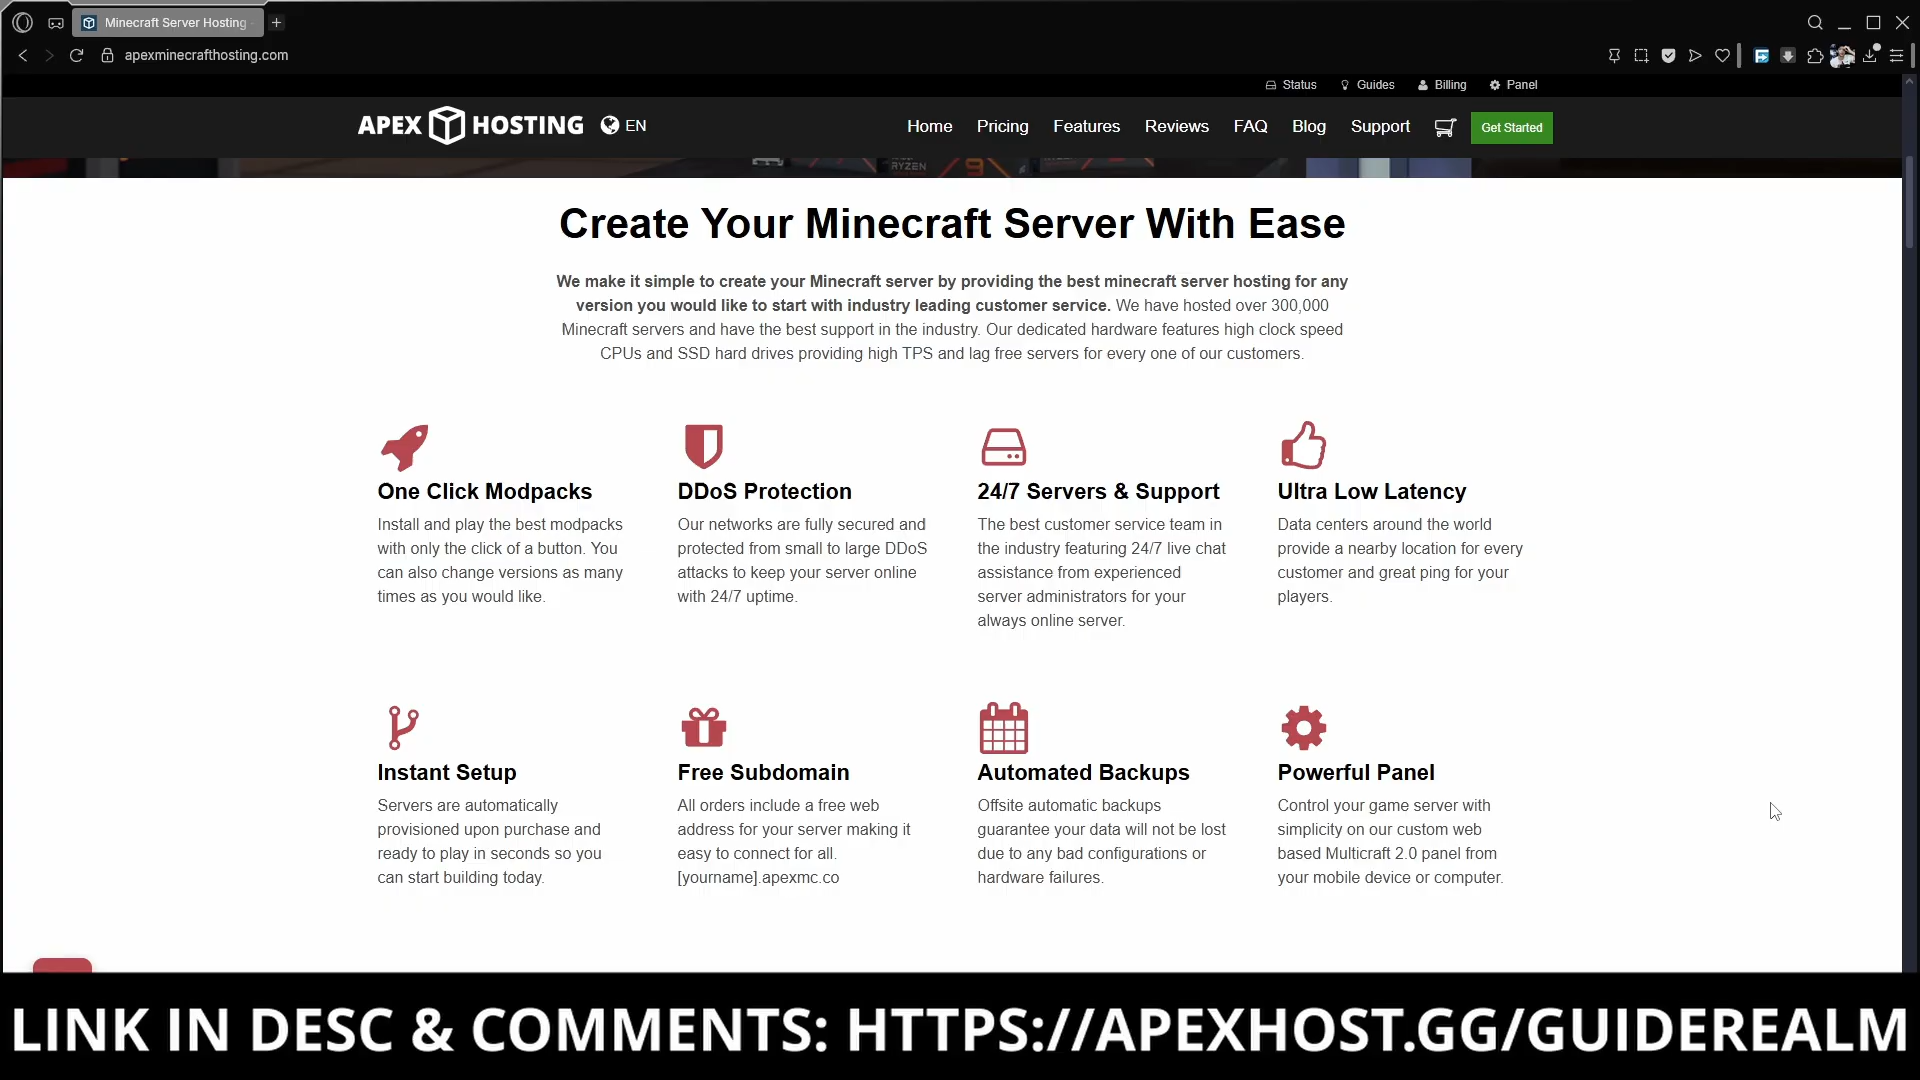 Minecraft Server Hosting
apexminecrafthosting.com
Status Guides Billing Panel
APEX HOSTING EN Home Pricing Features Reviews FAQ Blog Support Get Started
RYZEN 9
Create Your Minecraft Server With Ease
We make it simple to create your Minecraft server by providing the best minecraft server hosting for any
version you would like to start with industry leading customer service. We have hosted over 300,000
Minecraft servers and have the best support in the industry. Our dedicated hardware features high clock speed
CPUs and SSD hard drives providing high TPS and lag free servers for every one of our customers.
One Click Modpacks
Install and play the best modpacks
with only the click of a button. You
can also change versions as many
times as you would like.
DDoS Protection
Our networks are fully secured and
protected from small to large DDoS
attacks to keep your server online
with 24/7 uptime.
24/7 Servers & Support
The best customer service team in
the industry featuring 24/7 live chat
assistance from experienced
server administrators for your
always online server.
Ultra Low Latency
Data centers around the world
provide a nearby location for every
customer and great ping for your
players.
Instant Setup
Servers are automatically
provisioned upon purchase and
ready to play in seconds so you
can start building today.
Free Subdomain
All orders include a free web
address for your server making it
easy to connect for all.
[yourname].apexmc.co
Automated Backups
Offsite automatic backups
guarantee your data will not be lost
due to any bad configurations or
hardware failures.
Powerful Panel
Control your game server with
simplicity on our custom web
based Multicraft 2.0 panel from
your mobile device or computer.
LINK IN DESC & COMMENTS: HTTPS://APEXHOST.GG/GUIDEREALM